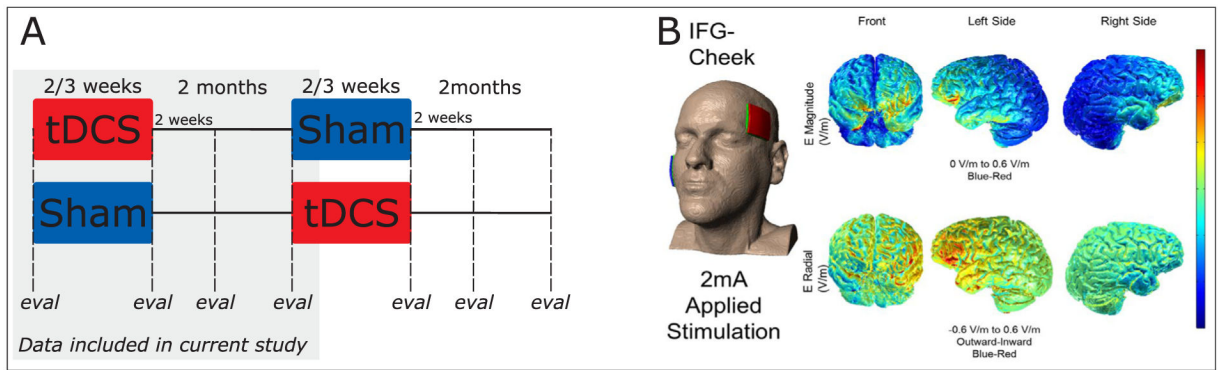 A
2/3 weeks
2 months
2/3 weeks
2months
tDCS
2 weeks
Sham
2 weeks
Sham
tDCS
eval
eval
eval
eval
eval
eval
eval
Data included in current study
B
IFG-
Cheek
2mA
Applied
Stimulation
Front
Left Side
Right Side
E Magnitude
(V/m)
0 V/m to 0.6 V/m
Blue-Red
E Radial
(V/m)
-0.6 V/m to 0.6 V/m
Outward-Inward
Blue-Red